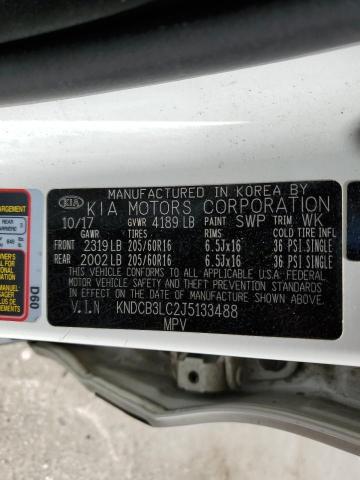 MANUFACTURED IN KOREA BY
KIA KIA MOTORS CORPORATION
10/17 GVWR 4189 LB PAINT SWP TRIM WK
GAWR TIRES RIMS COLD TIRE INFL
FRONT 2319 LB 205/60R16 6.5Jx16 36 PSI.SINGLE
REAR 2002 LB 205/60R16 6.5Jx16 36 PSI.SINGLE
THIS VEHICLE CONFORMS TO ALL APPLICABLE U.S.A. FEDERAL
MOTOR VEHICLE SAFETY, BUMPER, AND THEFT PREVENTION
STANDARDS IN EFFECT ON THE DATE OF MANUFACTURE SHOWN ABOVE
V.I.N KNDCB3LC2J5133488
MPV
REAR
D60